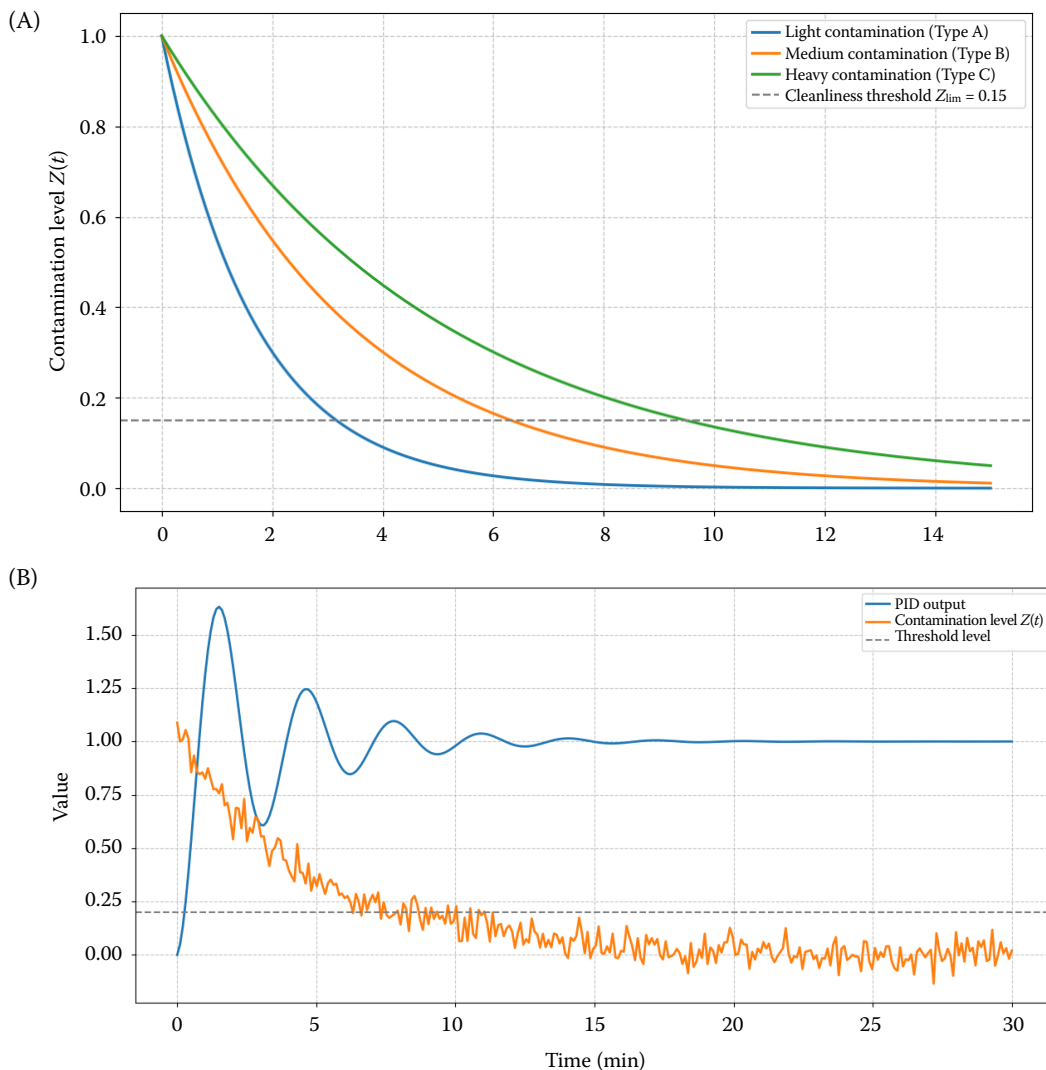 (A)
Light contamination (Type A)
Medium contamination (Type B)
Heavy contamination (Type C)
Cleanliness threshold Zlim = 0.15
Contamination level Z(t)
1.0
0.8
0.6
0.4
0.2
0.0
0 2 4 6 8 10 12 14
(B)
PID output
Contamination level Z(t)
Threshold level
Value
1.50
1.25
1.00
0.75
0.50
0.25
0.00
0 5 10 15 20 25 30
Time (min)